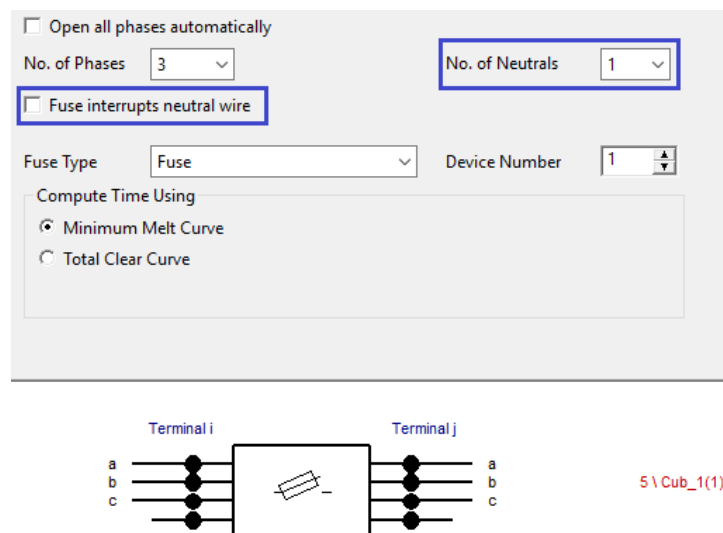 Open all phases automatically
No. of Phases 3 No. of Neutrals 1
Fuse interrupts neutral wire
Fuse Type Fuse Device Number 1
Compute Time Using
Minimum Melt Curve
Total Clear Curve
Terminal i Terminal j
a a
b b 5 \ Cub_1(1)
c c